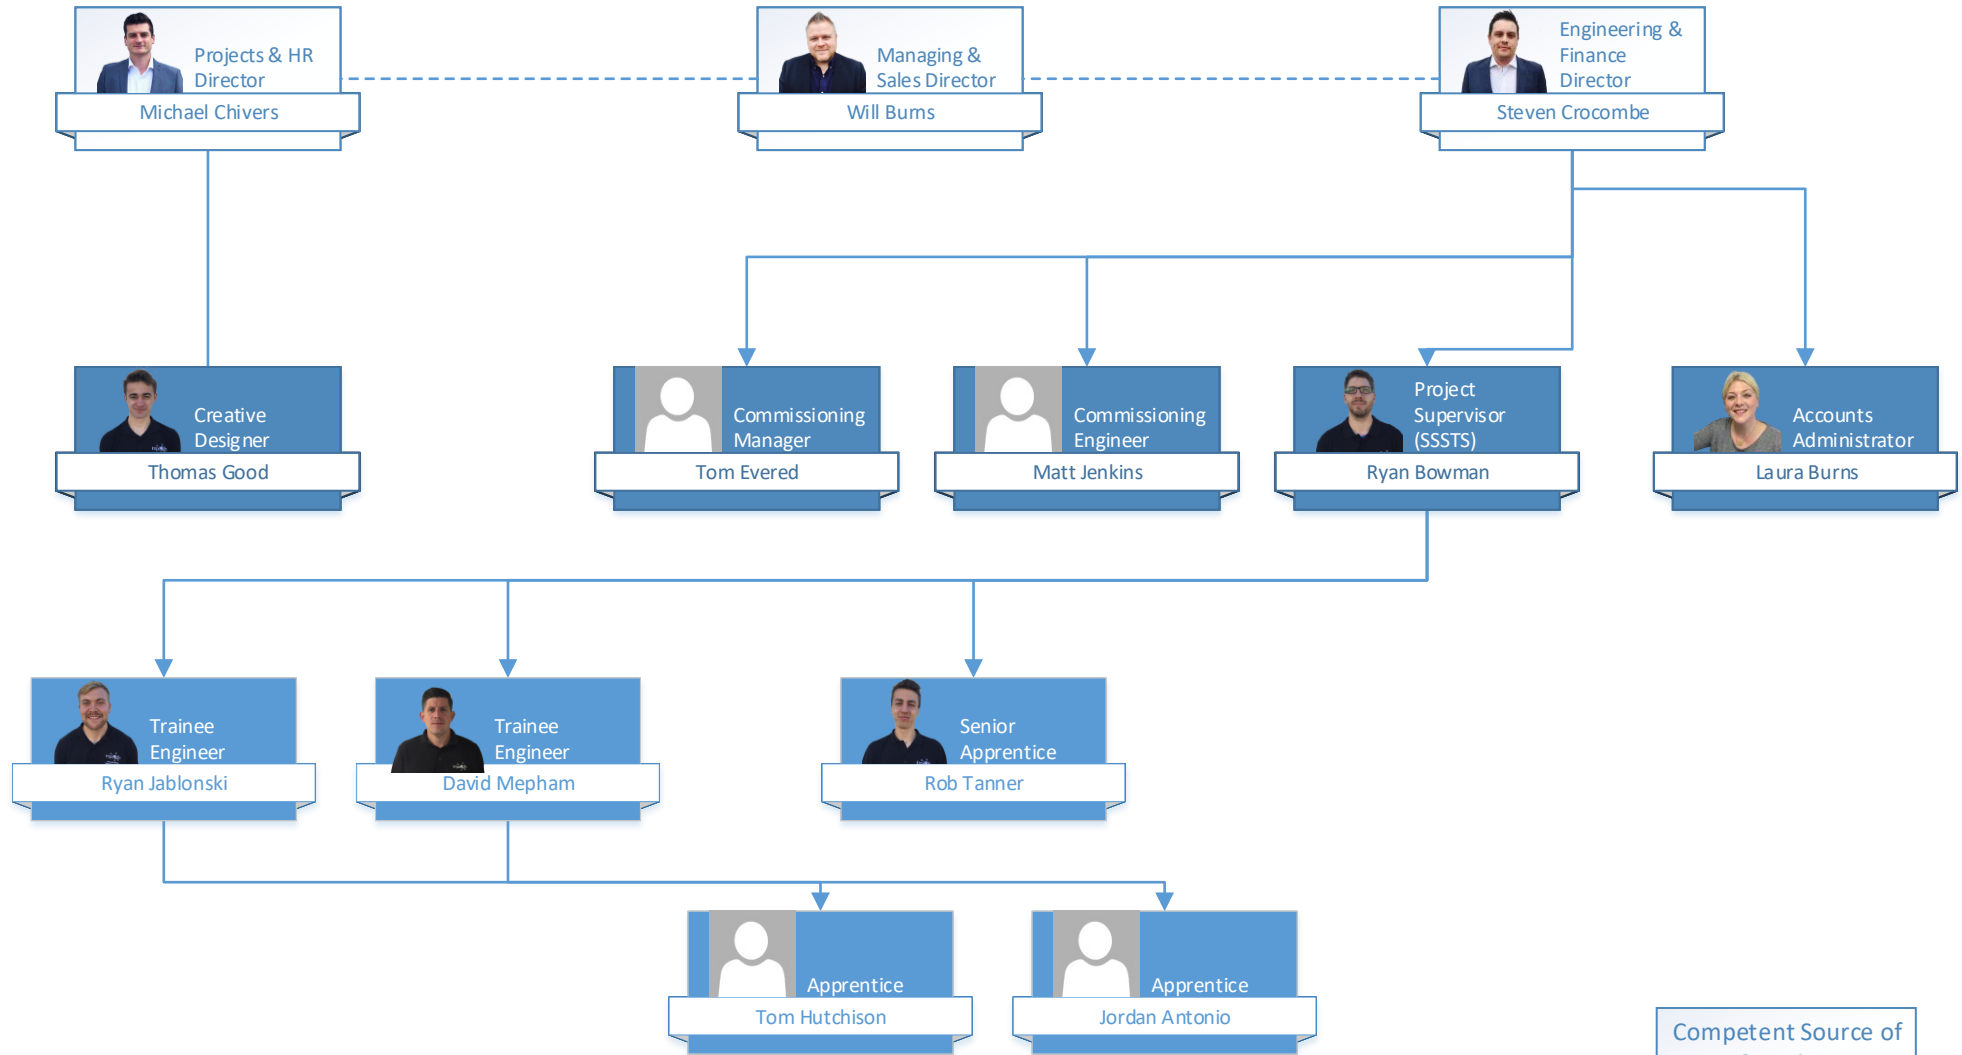 Projects & HR
Director
Michael Chivers
Managing &
Sales Director
Will Burns
Engineering &
Finance
Director
Steven Crocombe
Creative
Designer
Thomas Good
Commissioning
Manager
Tom Evered
Commissioning
Engineer
Matt Jenkins
Project
Supervisor
(SSSTS)
Ryan Bowman
Accounts
Administrator
Laura Burns
Trainee
Engineer
Ryan Jablonski
Trainee
Engineer
David Mepham
Senior
Apprentice
Rob Tanner
Apprentice
Tom Hutchison
Apprentice
Jordan Antonio
Competent Source of